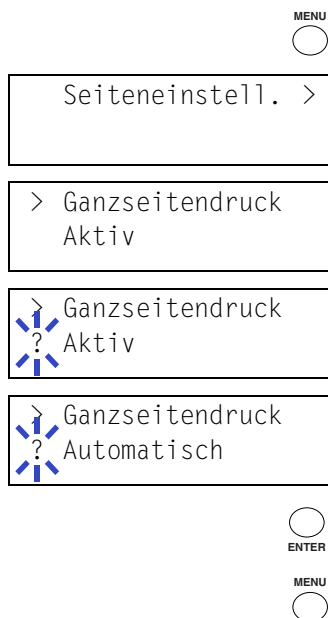 MENU
Seiteneinstell. >
> Ganzseitendruck
Aktiv
> Ganzseitendruck
? Aktiv
> Ganzseitendruck
? Automatisch
ENTER
MENU